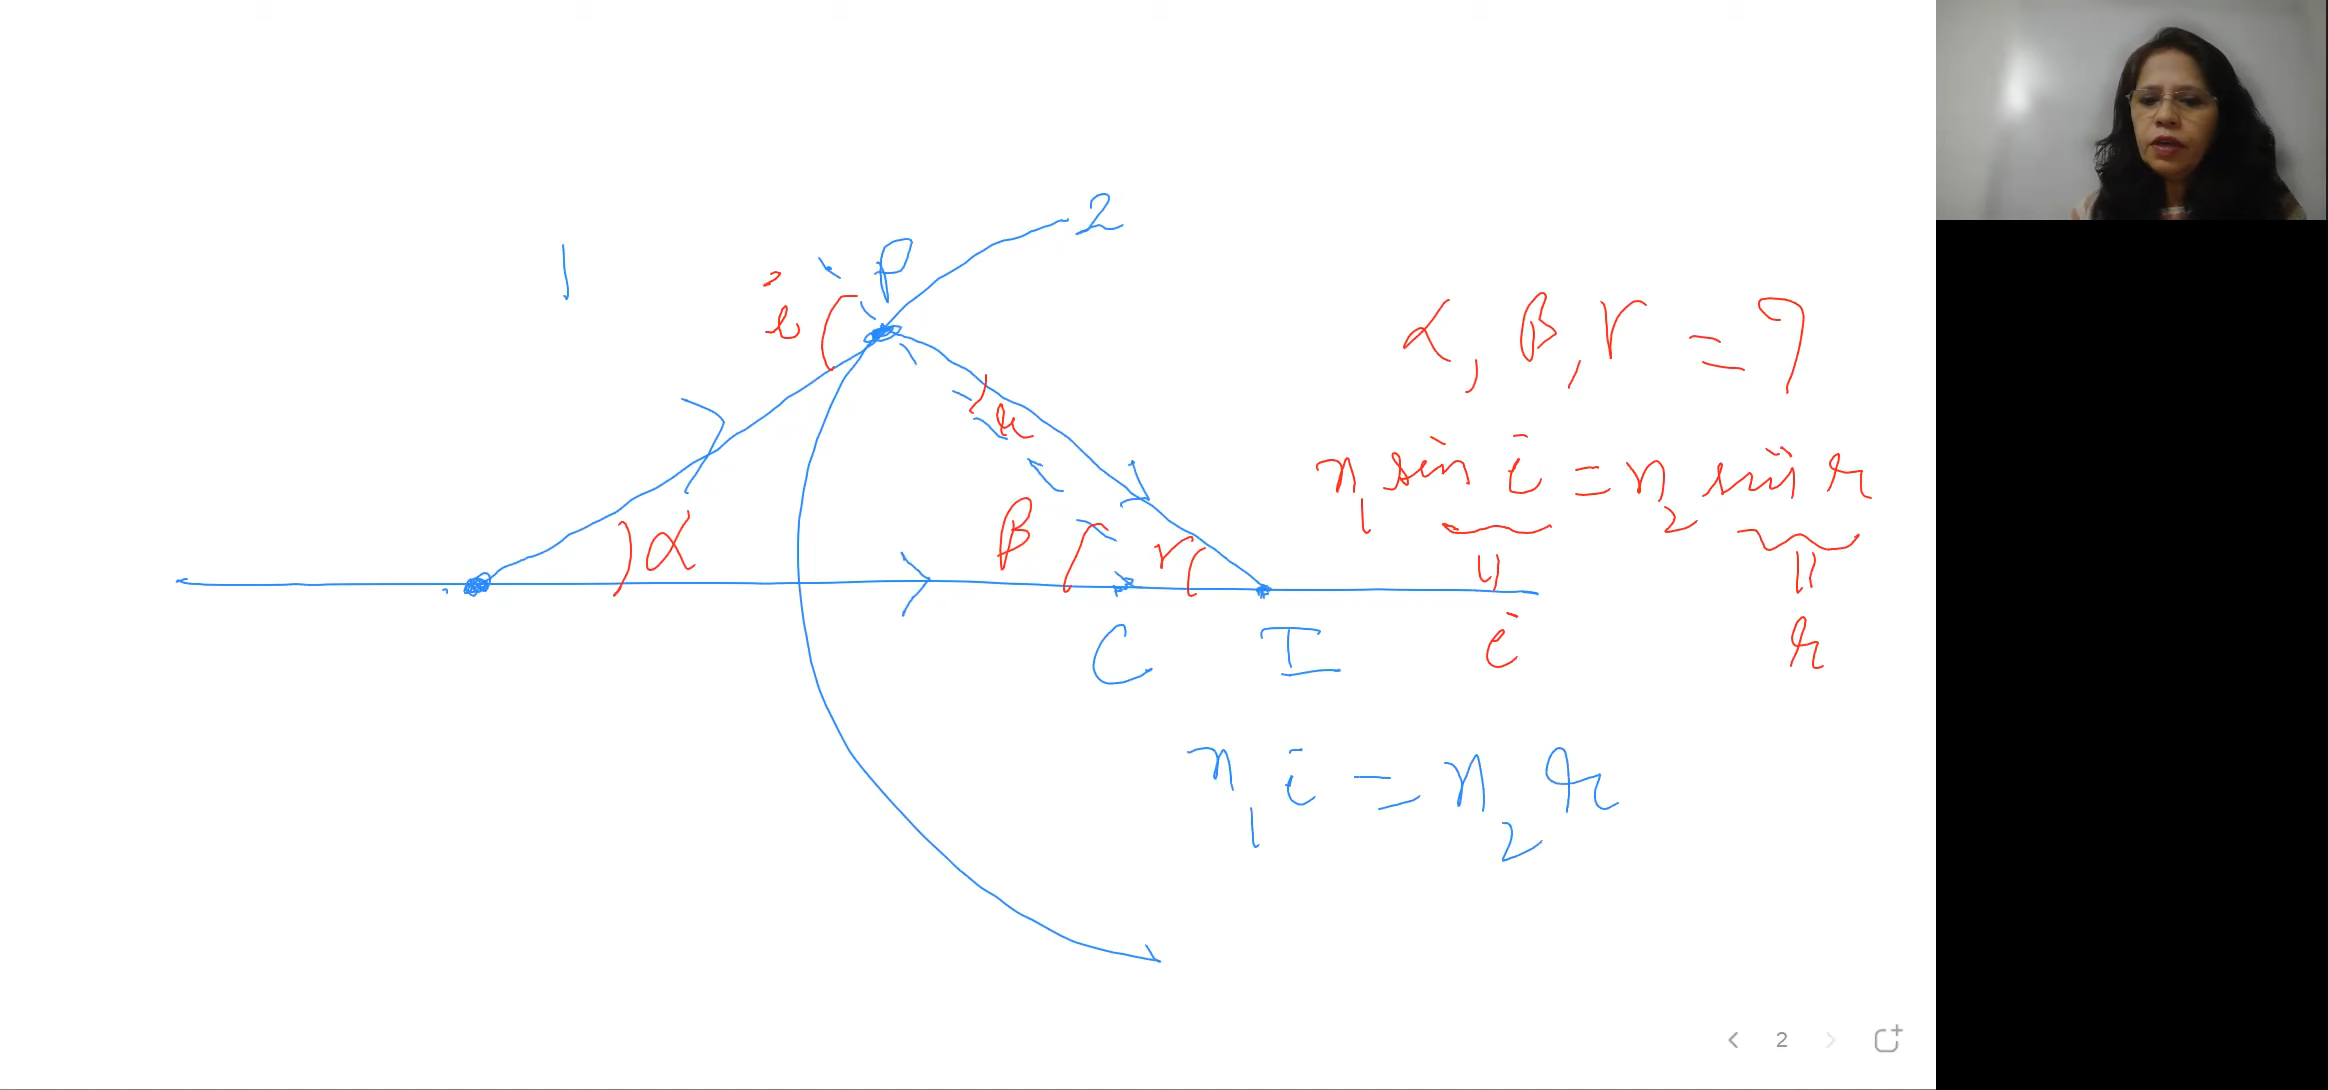 1
2
P
i
r
α
β
γ
C
I
α, β, γ = ?
n₁ sin i = n₂ sin r
i
r
n₁ i = n₂ r
2